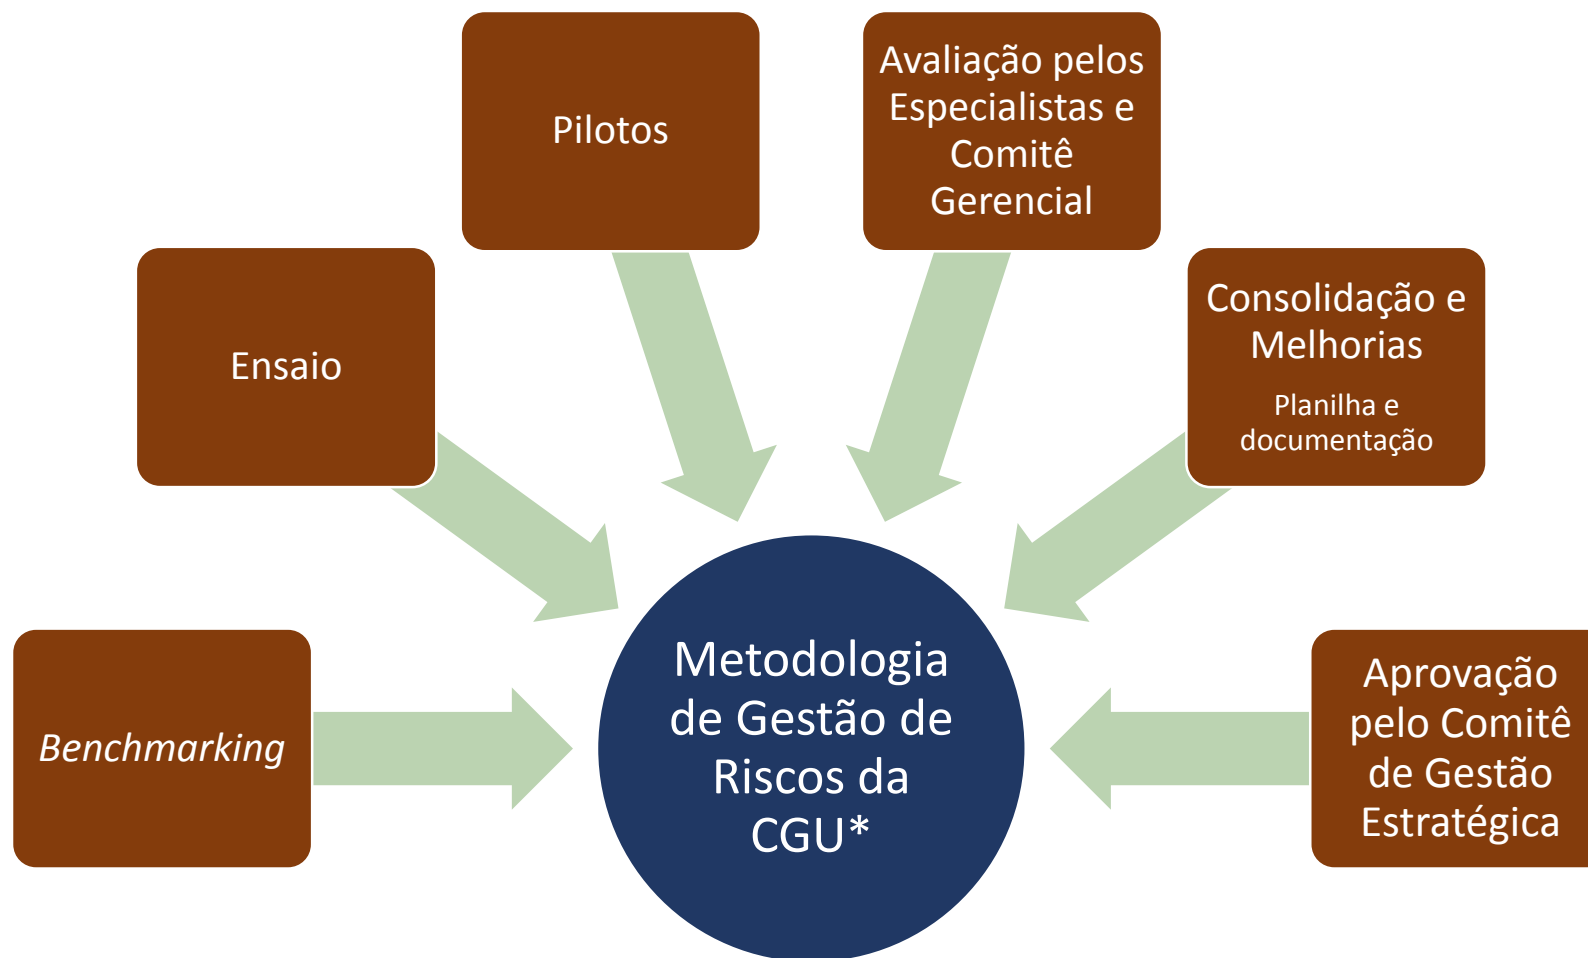 Pilotos
Avaliação pelos
Especialistas e
Comitê
Gerencial
Ensaio
Consolidação e
Melhorias
Planilha e
documentação
Benchmarking
Metodologia
de Gestão de
Riscos da
CGU*
Aprovação
pelo Comitê
de Gestão
Estratégica